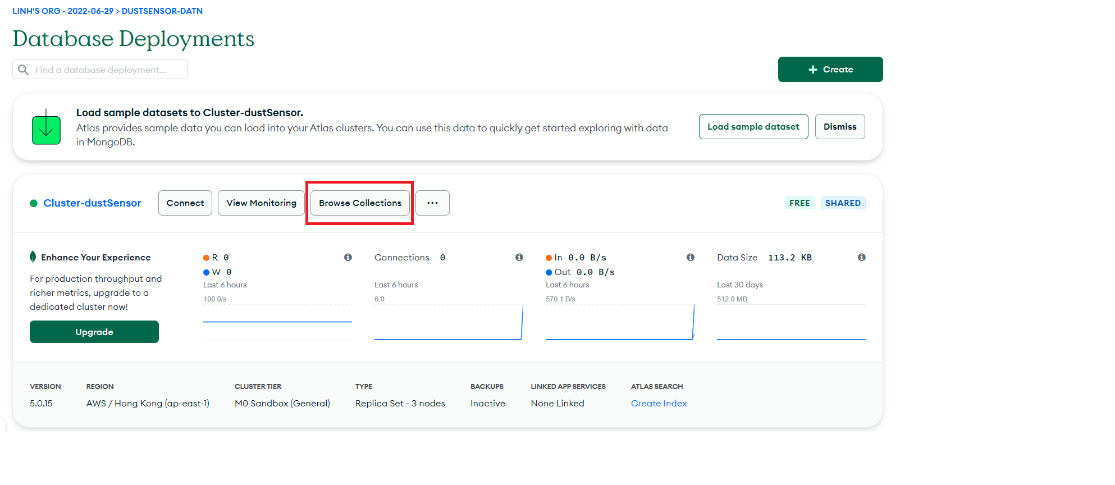 LINH'S ORG - 2022-06-29 > DUSTSENSOR-DATN
Database Deployments
Find a database deployment...
+ Create
Load sample datasets to Cluster-dustSensor.
Atlas provides sample data you can load into your Atlas clusters. You can use this data to quickly get started exploring with data
in MongoDB.
Load sample dataset
Dismiss
Cluster-dustSensor
Connect
View Monitoring
Browse Collections
...
FREE
SHARED
Enhance Your Experience
For production throughput and
richer metrics, upgrade to a
dedicated cluster now!
Upgrade
R 0
W 0
Last 6 hours
100.0/s
Connections 0
Last 6 hours
6.0
In 0.0 B/s
Out 0.0 B/s
Last 6 hours
570.1 B/s
Data Size 113.2 KB
Last 30 days
512.0 MB
VERSION
5.0.15
REGION
AWS / Hong Kong (ap-east-1)
CLUSTER TIER
M0 Sandbox (General)
TYPE
Replica Set - 3 nodes
BACKUPS
Inactive
LINKED APP SERVICES
None Linked
ATLAS SEARCH
Create Index